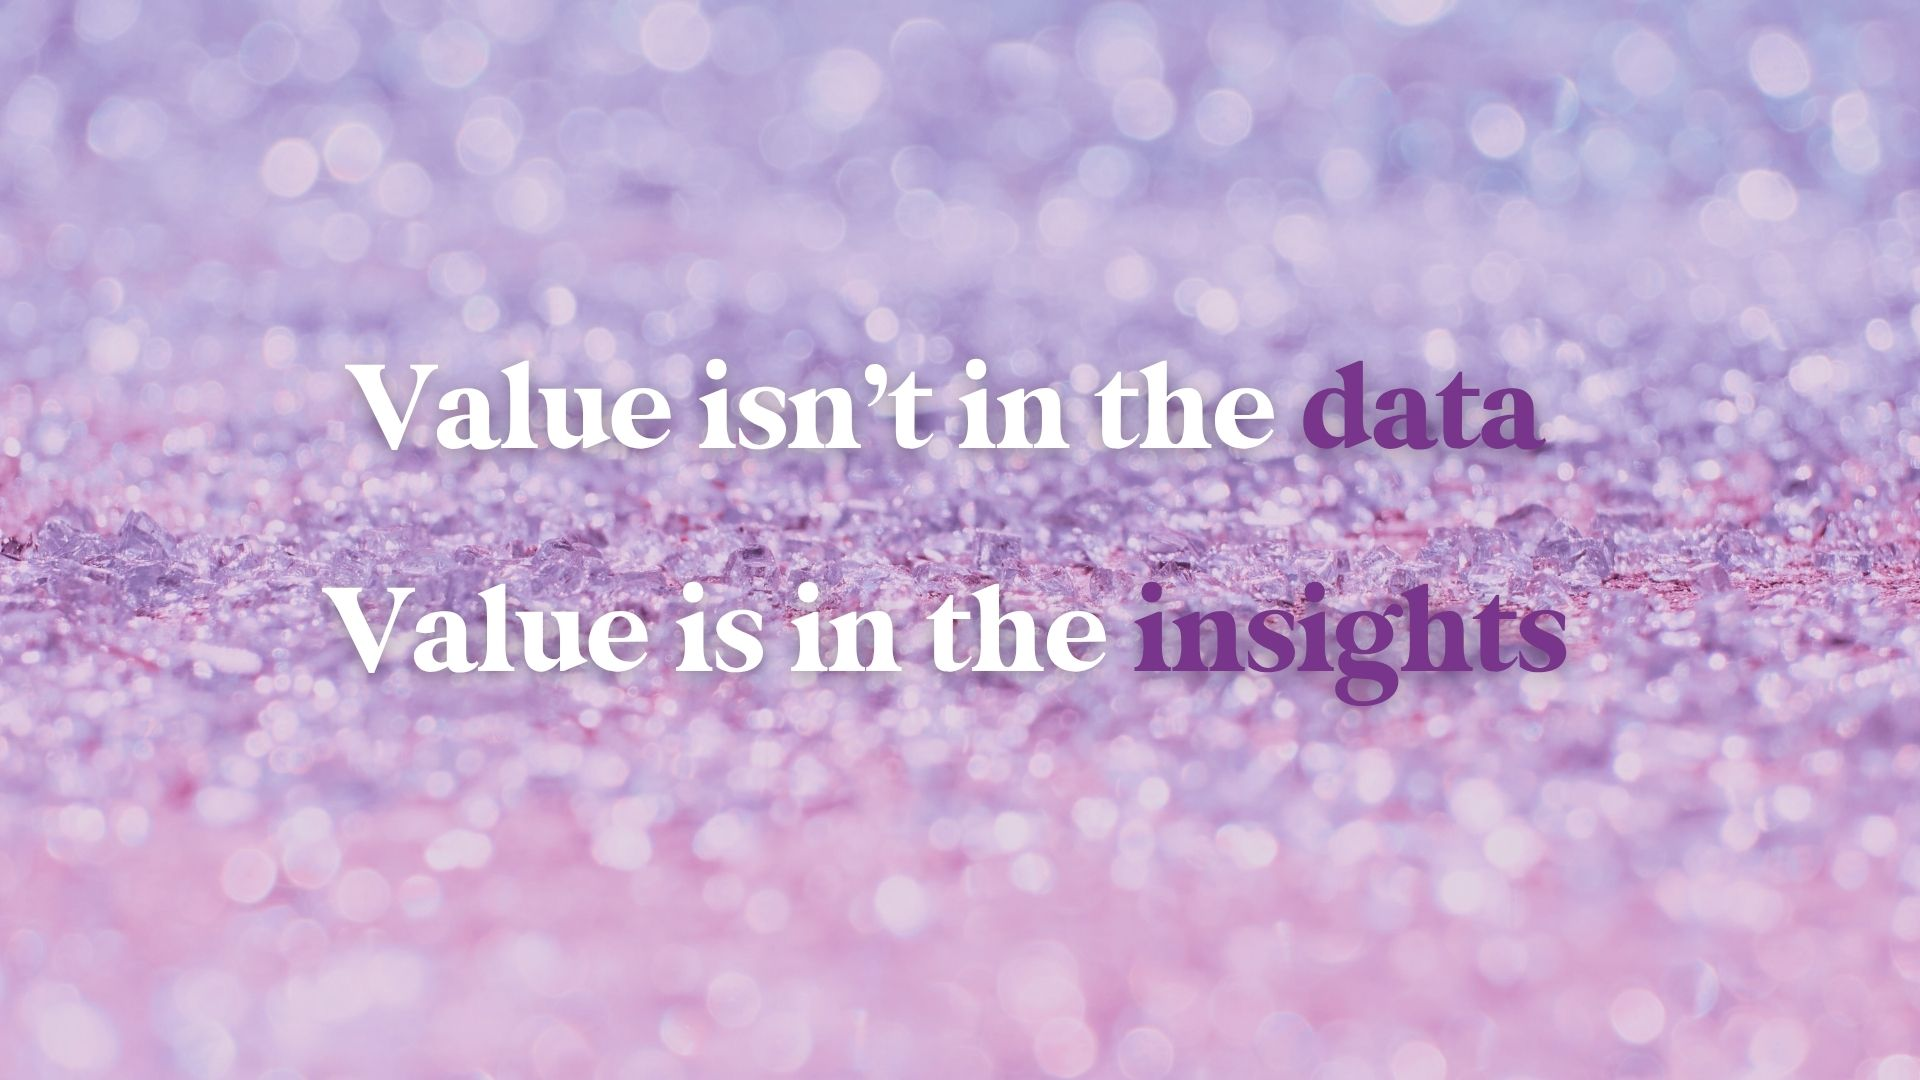 Value isn’t in the data
Value is in the insights